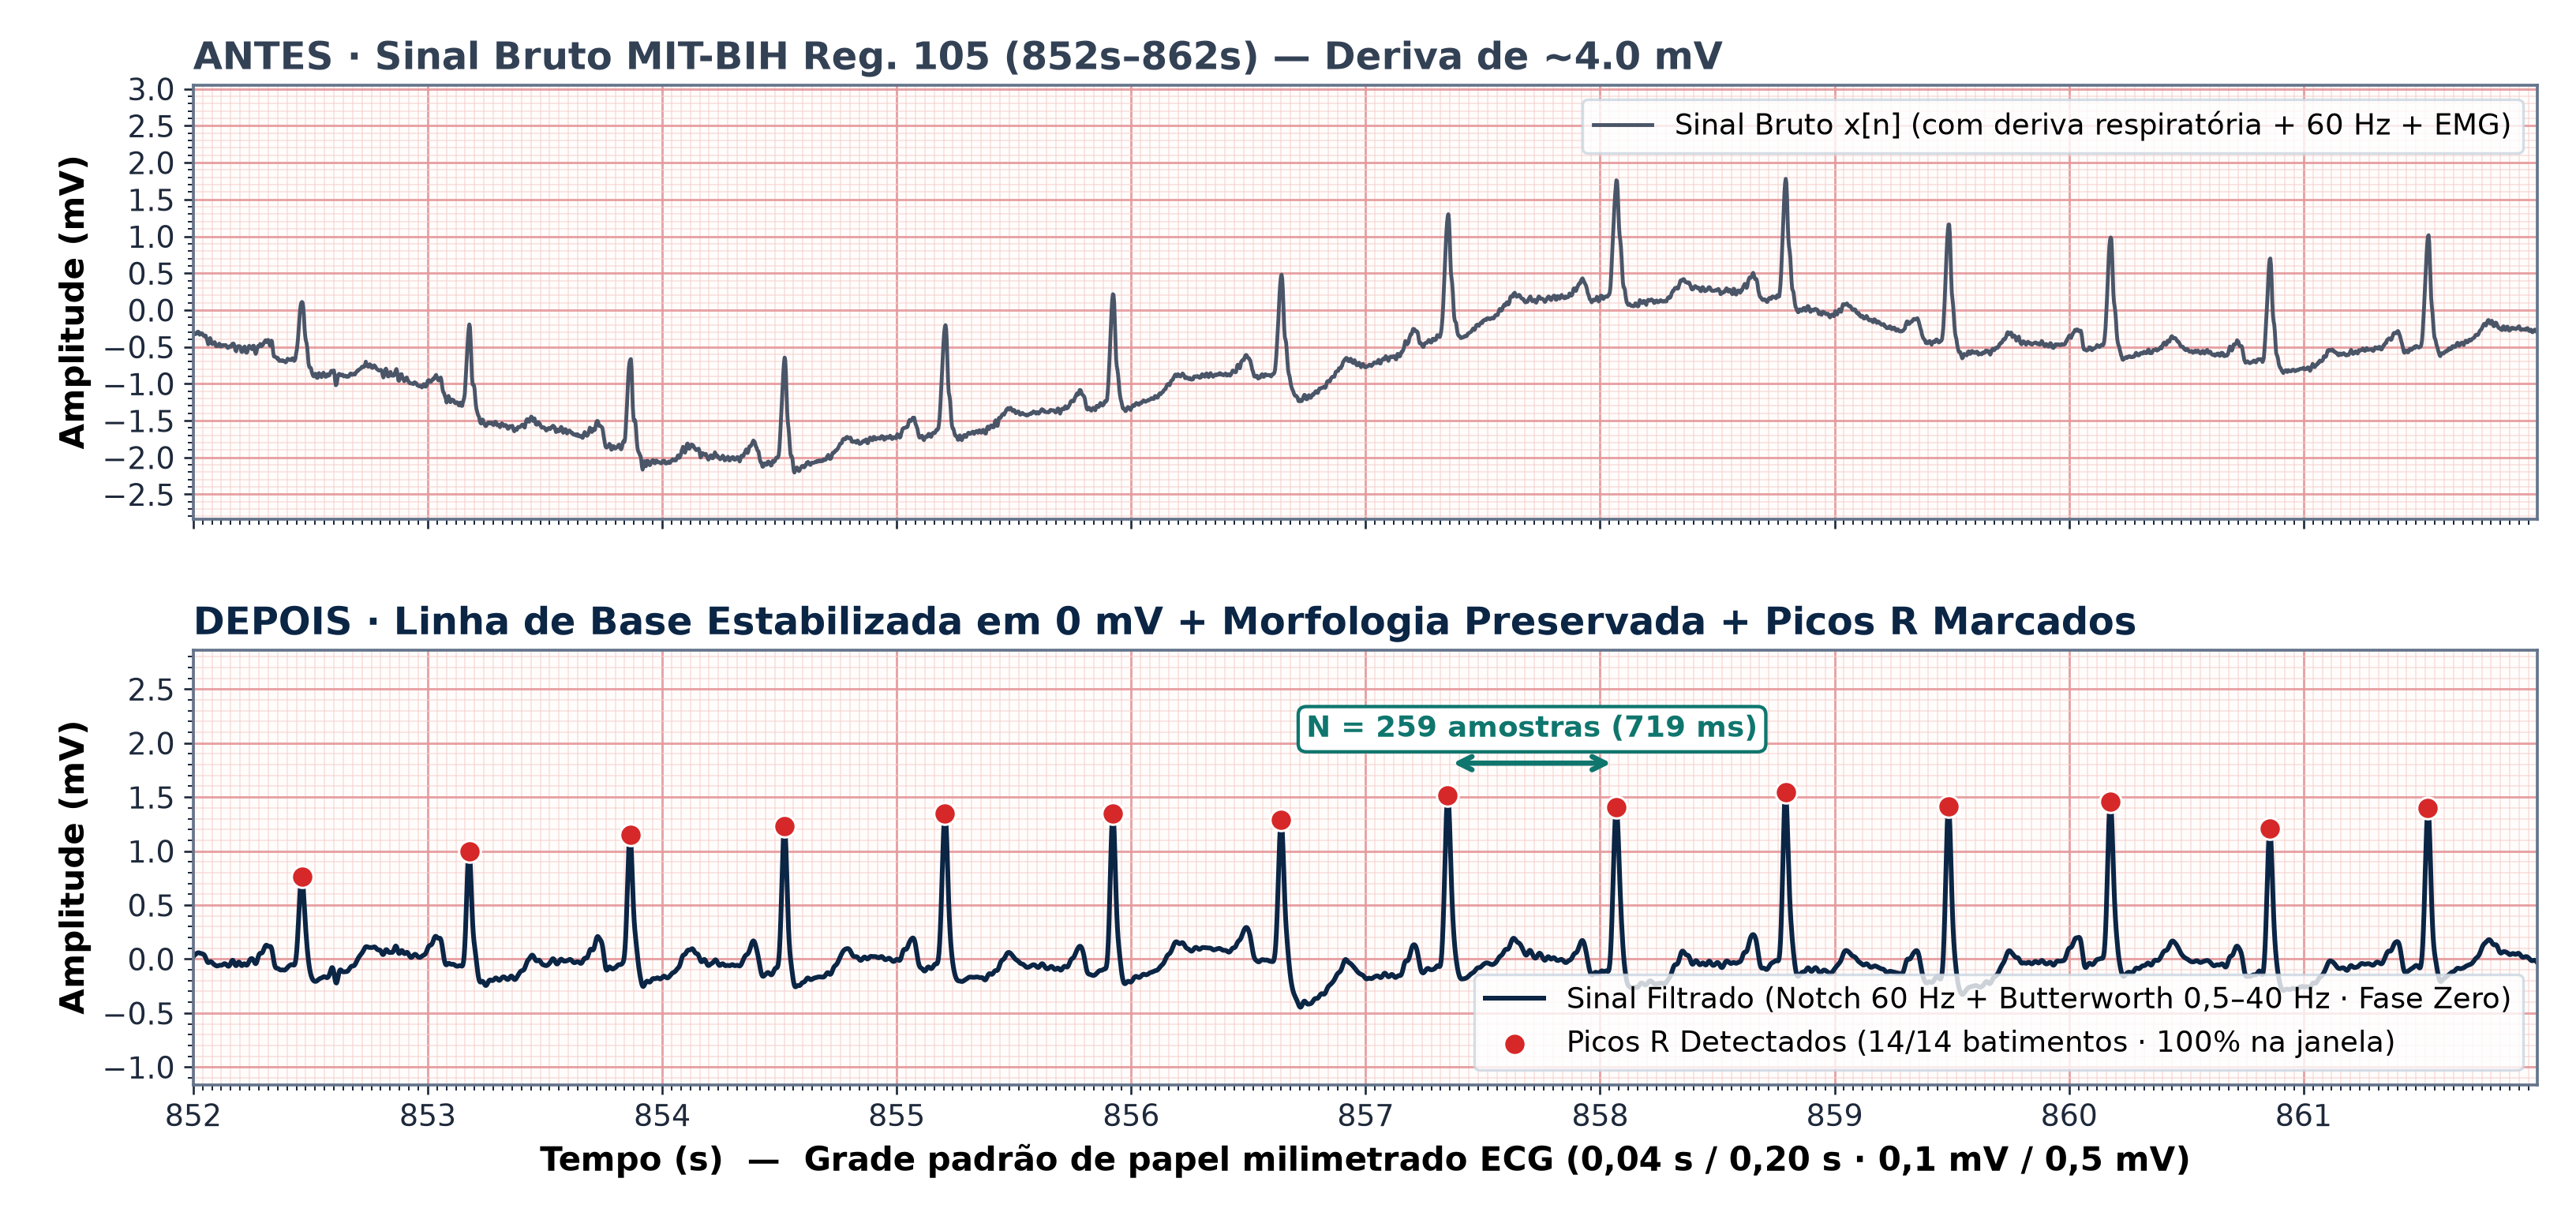 ANTES · Sinal Bruto MIT-BIH Reg. 105 (852s–862s) — Deriva de ~4.0 mV
Amplitude (mV)
3.0
2.5
2.0
1.5
1.0
0.5
0.0
−0.5
−1.0
−1.5
−2.0
−2.5
Sinal Bruto x[n] (com deriva respiratória + 60 Hz + EMG)
DEPOIS · Linha de Base Estabilizada em 0 mV + Morfologia Preservada + Picos R Marcados
Amplitude (mV)
2.5
2.0
1.5
1.0
0.5
0.0
−0.5
−1.0
N = 259 amostras (719 ms)
Sinal Filtrado (Notch 60 Hz + Butterworth 0,5–40 Hz · Fase Zero)
Picos R Detectados (14/14 batimentos · 100% na janela)
852 853 854 855 856 857 858 859 860 861
Tempo (s) — Grade padrão de papel milimetrado ECG (0,04 s / 0,20 s · 0,1 mV / 0,5 mV)